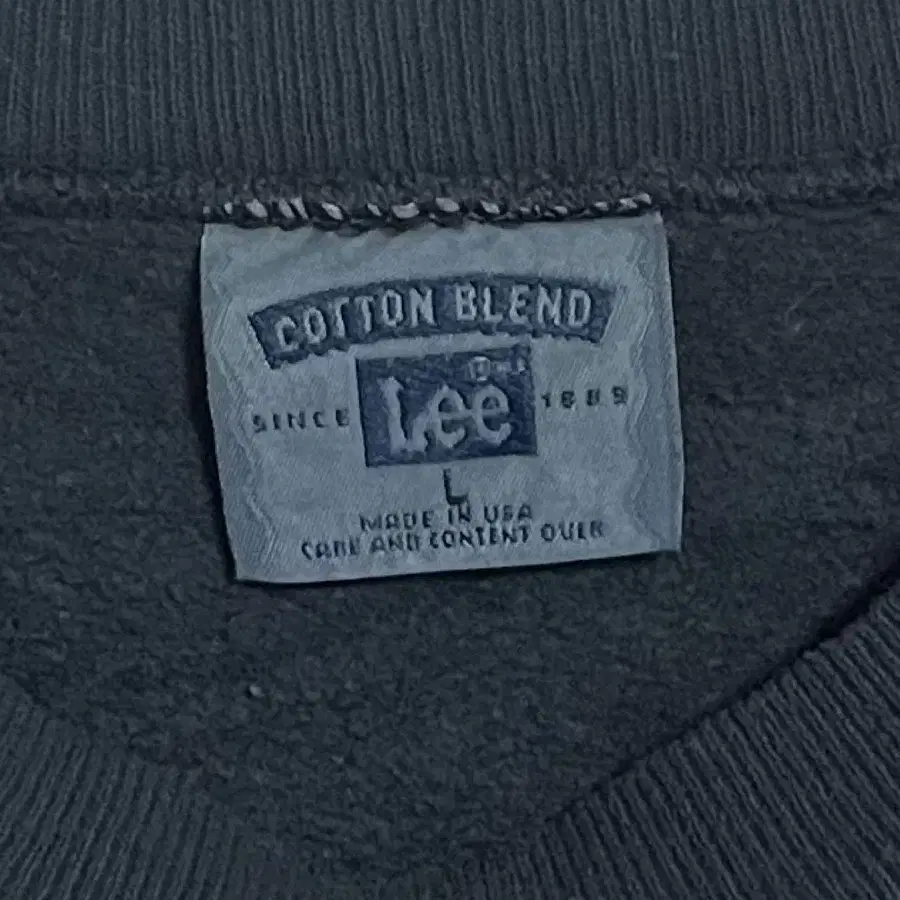 COTTON BLEND
SINCE Lee 1889
L
MADE IN USA
CARE AND CONTENT OVER